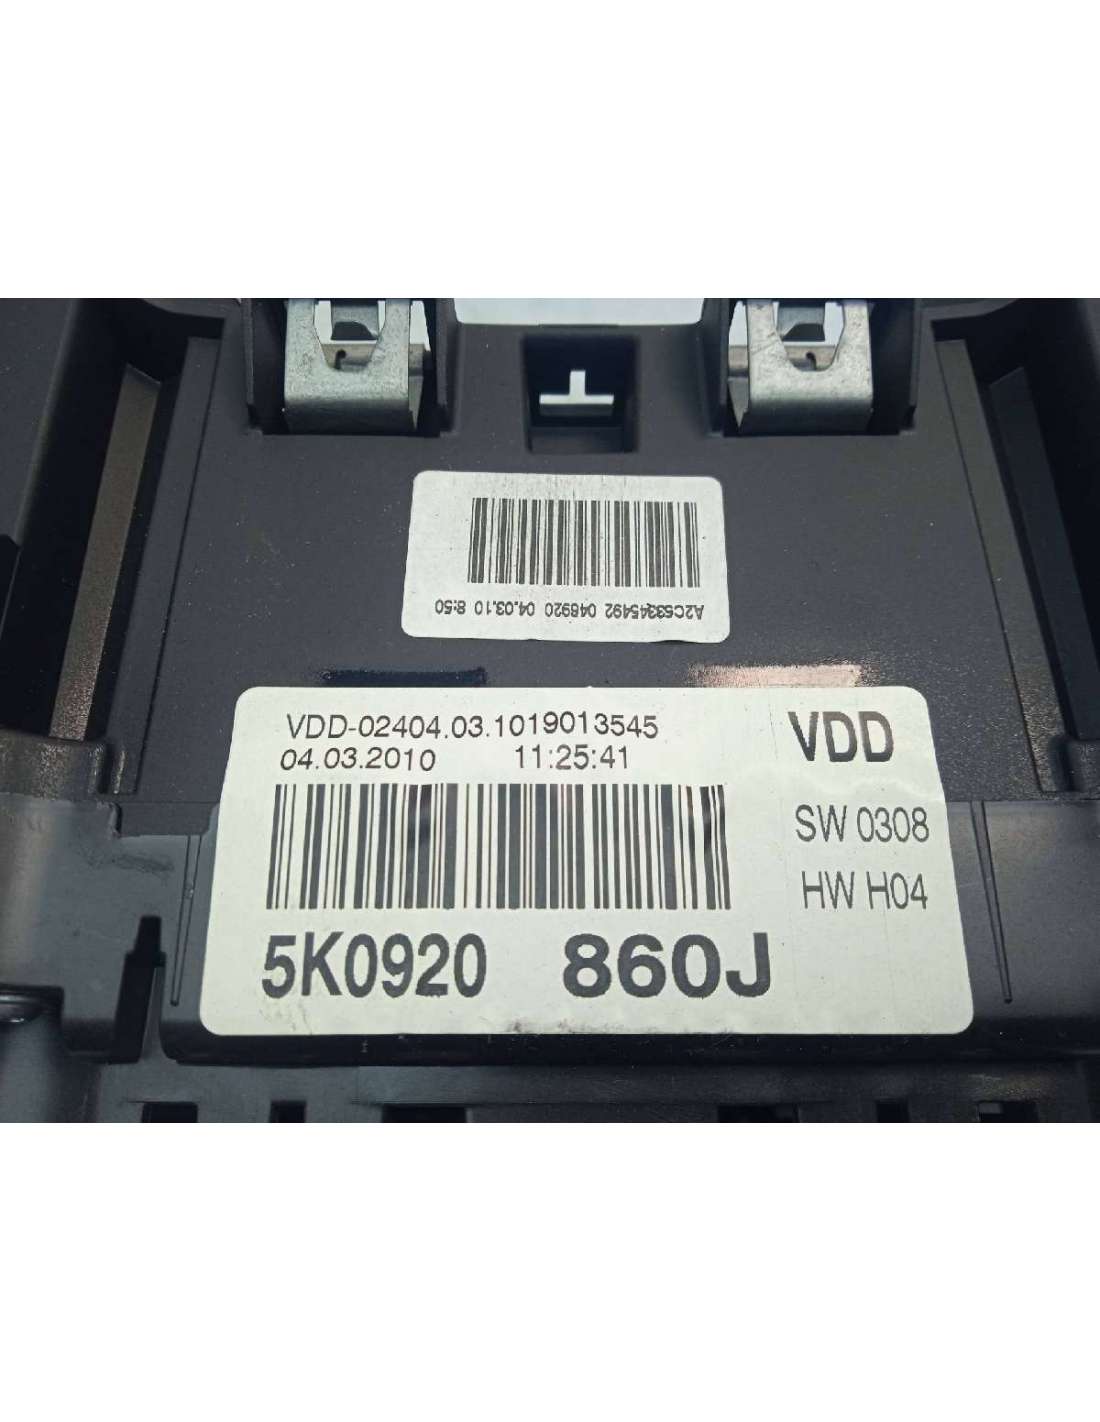 A2C53345492 046920 04.03.10 8:50
VDD-02404.03.1019013545
04.03.2010 11:25:41
VDD
SW 0308
HW H04
5K0920 860J